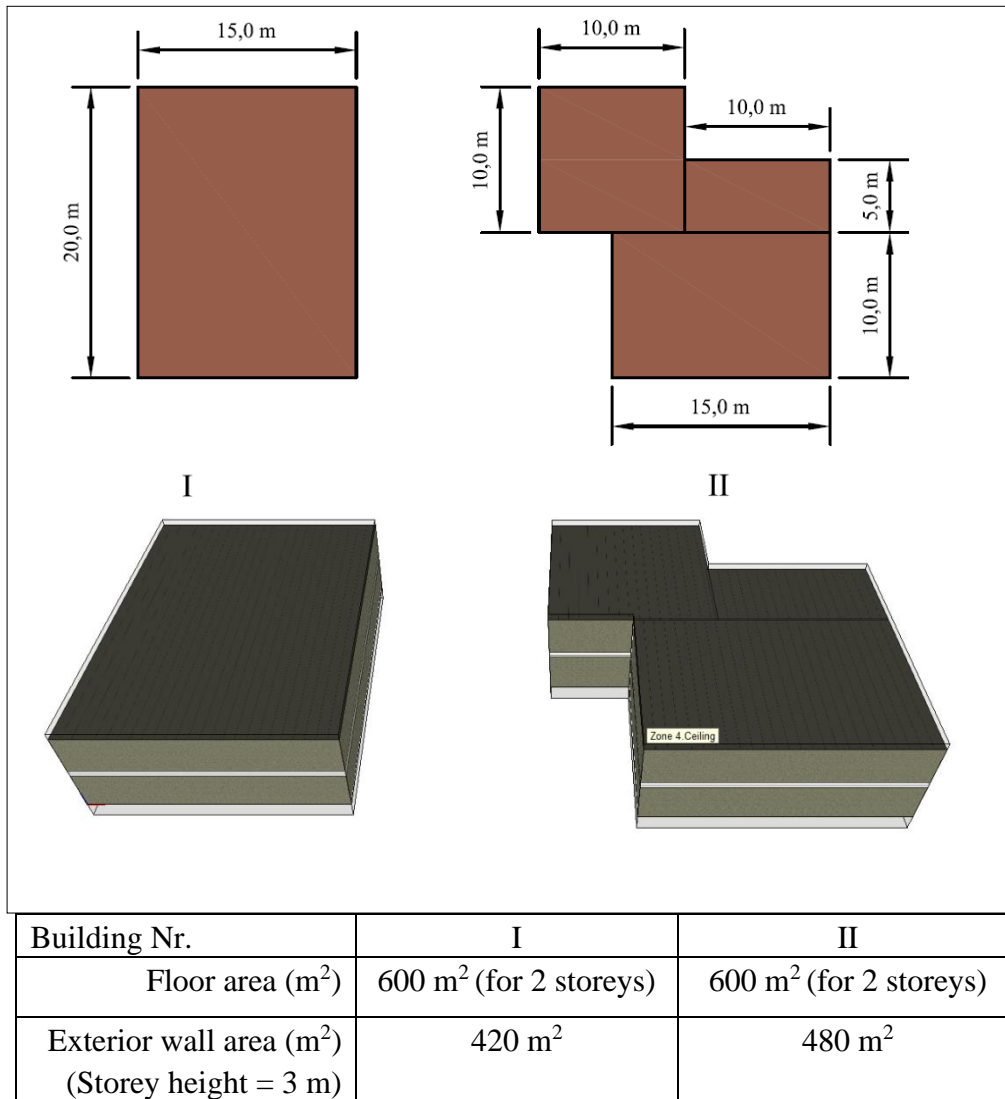 15,0 m
20,0 m
10,0 m
10,0 m
10,0 m
5,0 m
10,0 m
15,0 m
I
II
Zone 4.Ceiling
Building Nr. I II
Floor area (m²) 600 m² (for 2 storeys) 600 m² (for 2 storeys)
Exterior wall area (m²) 420 m² 480 m²
(Storey height = 3 m)